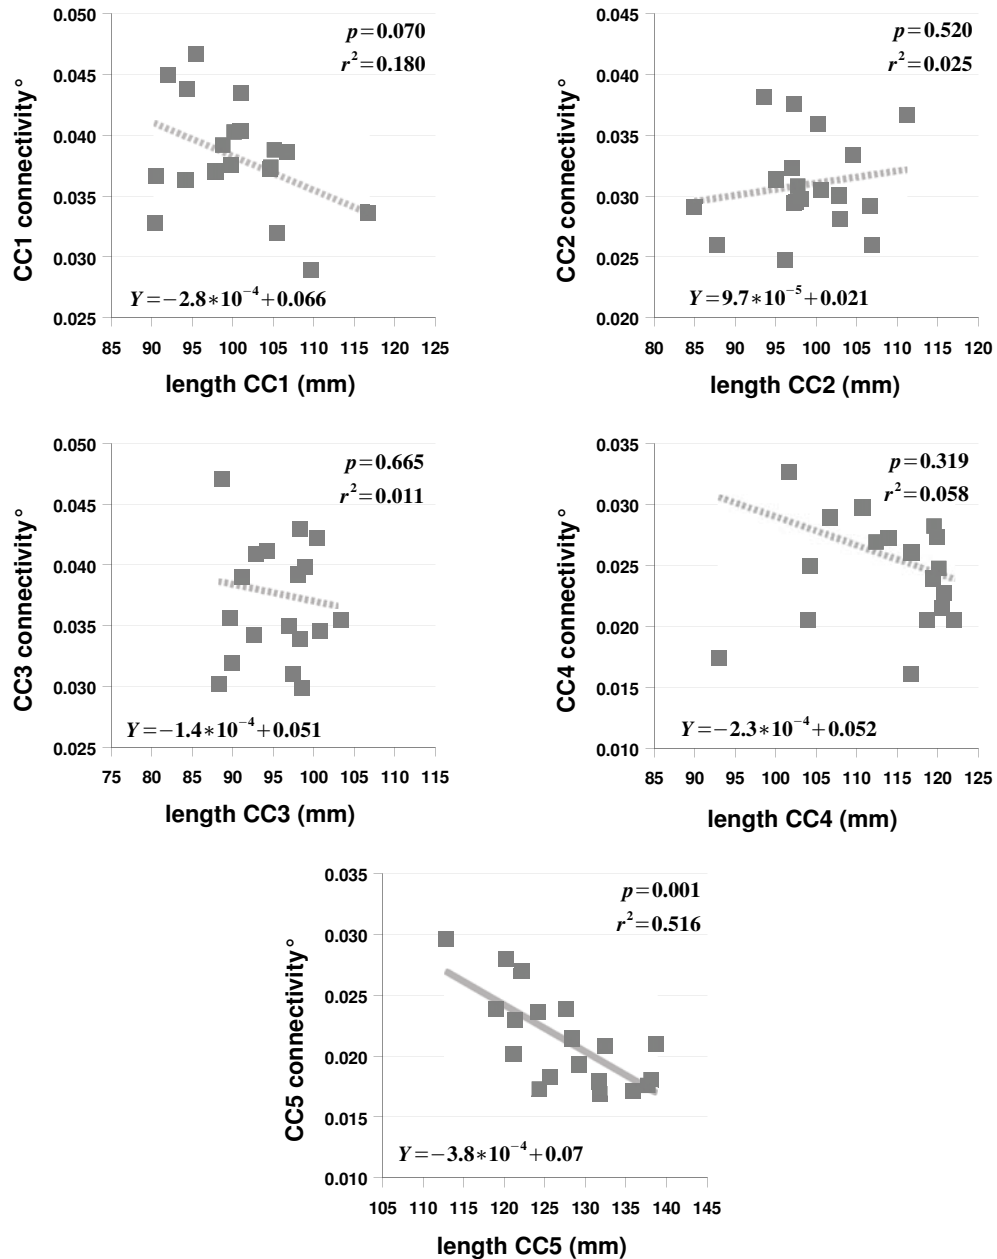 CC1 connectivity°
0.050
0.045
0.040
0.035
0.030
0.025
p=0.070
r²=0.180
Y=−2.8*10⁻⁴+0.066
85 90 95 100 105 110 115 120 125
length CC1 (mm)
CC2 connectivity°
0.045
0.040
0.035
0.030
0.025
0.020
p=0.520
r²=0.025
Y=9.7*10⁻⁵+0.021
80 85 90 95 100 105 110 115 120
length CC2 (mm)
CC3 connectivity°
0.050
0.045
0.040
0.035
0.030
0.025
p=0.665
r²=0.011
Y=−1.4*10⁻⁴+0.051
75 80 85 90 95 100 105 110 115
length CC3 (mm)
CC4 connectivity°
0.035
0.030
0.025
0.020
0.015
0.010
p=0.319
r²=0.058
Y=−2.3*10⁻⁴+0.052
85 90 95 100 105 110 115 120 125
length CC4 (mm)
CC5 connectivity°
0.035
0.030
0.025
0.020
0.015
0.010
p=0.001
r²=0.516
Y=−3.8*10⁻⁴+0.07
105 110 115 120 125 130 135 140 145
length CC5 (mm)